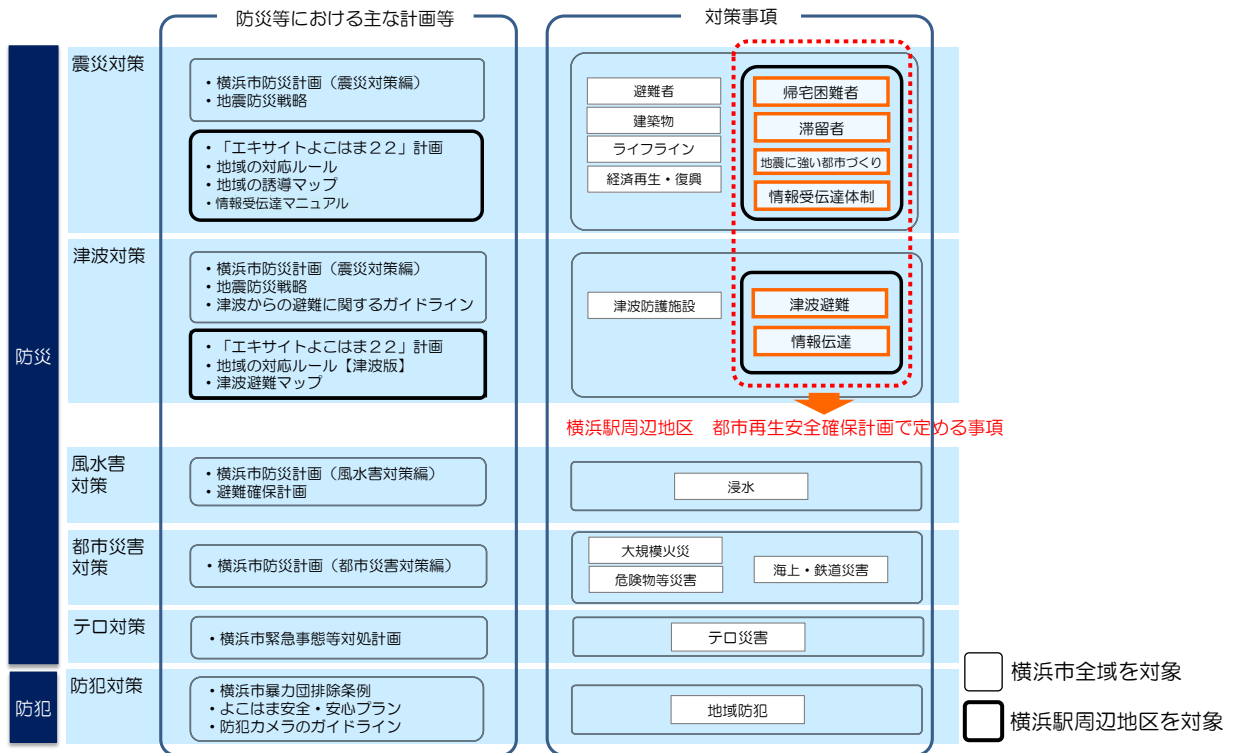 防災等における主な計画等
対策事項
防災
震災対策
・横浜市防災計画（震災対策編）
・地震防災戦略
・「エキサイトよこはま２２」計画
・地域の対応ルール
・地域の誘導マップ
・情報受伝達マニュアル
避難者
建築物
ライフライン
経済再生・復興
帰宅困難者
滞留者
地震に強い都市づくり
情報受伝達体制
津波対策
・横浜市防災計画（震災対策編）
・地震防災戦略
・津波からの避難に関するガイドライン
・「エキサイトよこはま２２」計画
・地域の対応ルール【津波版】
・津波避難マップ
津波防護施設
津波避難
情報伝達
横浜駅周辺地区　都市再生安全確保計画で定める事項
風水害
対策
・横浜市防災計画（風水害対策編）
・避難確保計画
浸水
都市災害
対策
・横浜市防災計画（都市災害対策編）
大規模火災
危険物等災害
海上・鉄道災害
テロ対策
・横浜市緊急事態等対処計画
テロ災害
防犯
防犯対策
・横浜市暴力団排除条例
・よこはま安全・安心プラン
・防犯カメラのガイドライン
地域防犯
横浜市全域を対象
横浜駅周辺地区を対象